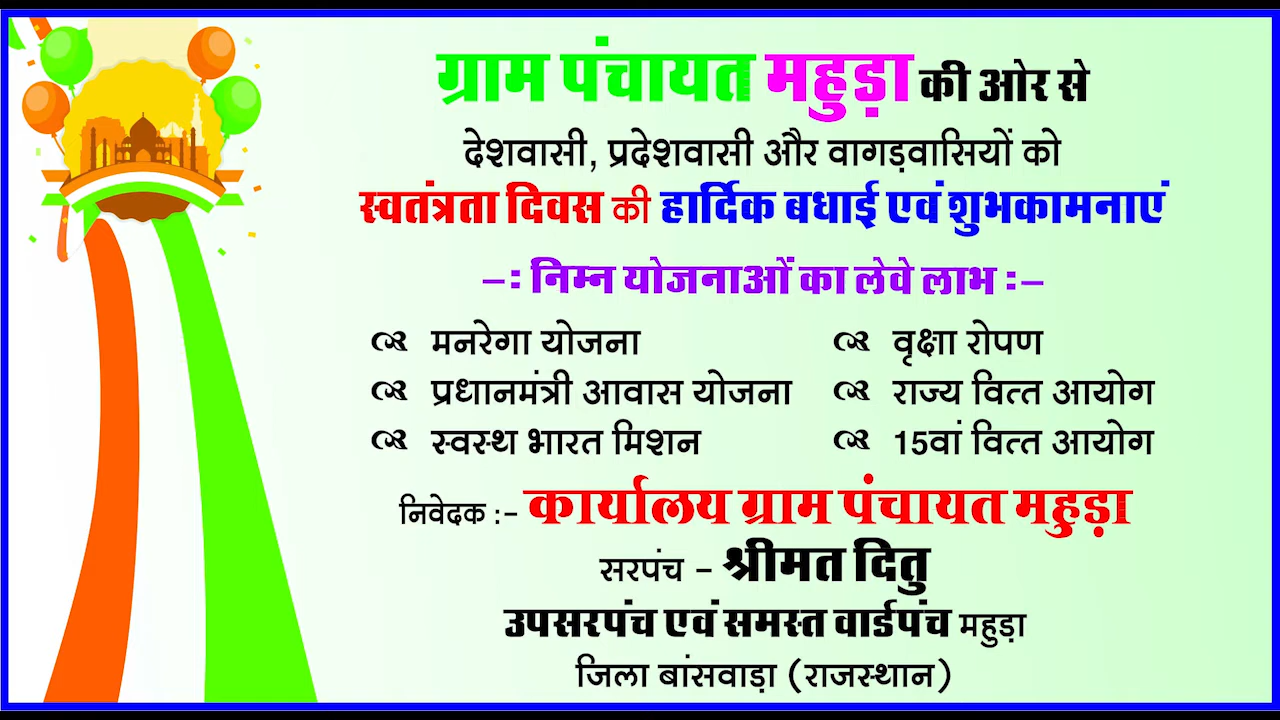 ग्राम पंचायत महुड़ा की ओर से
देशवासी, प्रदेशवासी और वागड़वासियों को
स्वतंत्रता दिवस की हार्दिक बधाई एवं शुभकामनाएं
-: निम्न योजनाओं का लेवे लाभ :-
मनरेगा योजना
प्रधानमंत्री आवास योजना
स्वस्थ भारत मिशन
वृक्षा रोपण
राज्य वित्त आयोग
15वां वित्त आयोग
निवेदक :- कार्यालय ग्राम पंचायत महुड़ा
सरपंच - श्रीमत दितु
उपसरपंच एवं समस्त वार्डपंच महुड़ा
जिला बांसवाड़ा (राजस्थान)